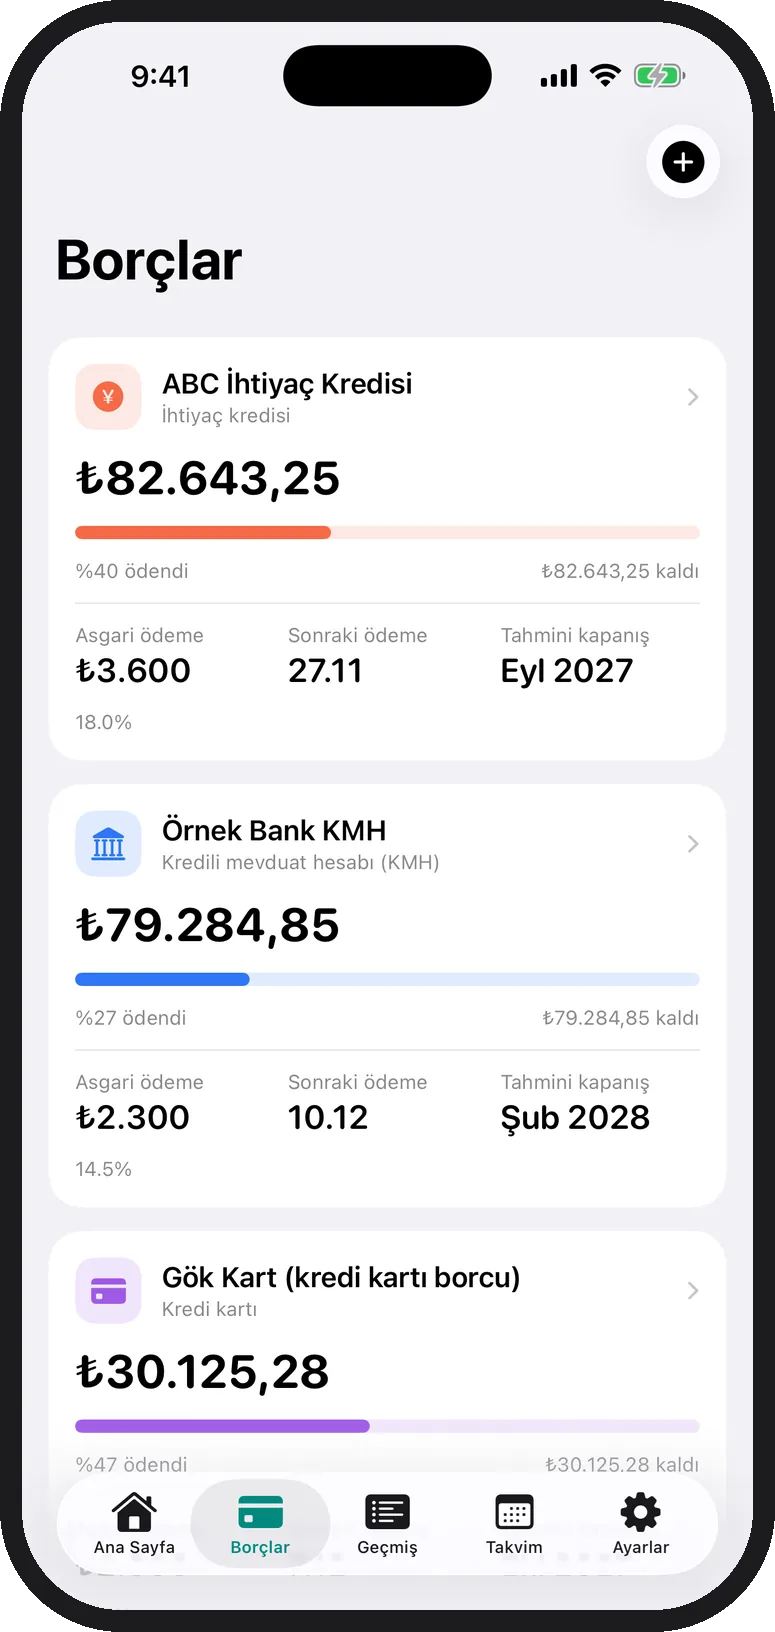 9:41
Borçlar
ABC İhtiyaç Kredisi
İhtiyaç kredisi
₺82.643,25
%40 ödendi ₺82.643,25 kaldı
Asgari ödeme Sonraki ödeme Tahmini kapanış
₺3.600 27.11 Eyl 2027
18.0%
Örnek Bank KMH
Kredili mevduat hesabı (KMH)
₺79.284,85
%27 ödendi ₺79.284,85 kaldı
Asgari ödeme Sonraki ödeme Tahmini kapanış
₺2.300 10.12 Şub 2028
14.5%
Gök Kart (kredi kartı borcu)
Kredi kartı
₺30.125,28
%47 ödendi ₺30.125,28 kaldı
Ana Sayfa Borçlar Geçmiş Takvim Ayarlar